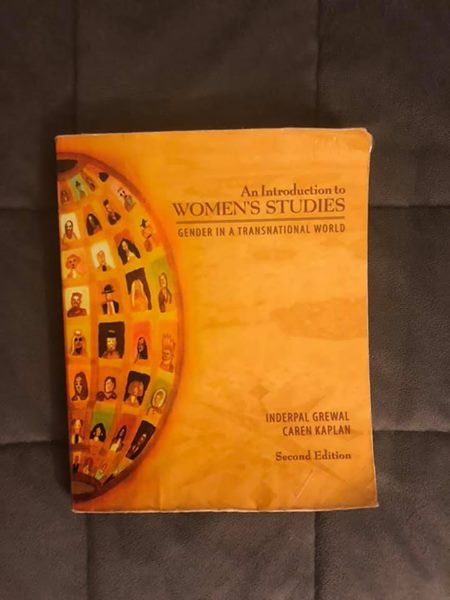 An Introduction to
WOMEN'S STUDIES
GENDER IN A TRANSNATIONAL WORLD
INDERPAL GREWAL
CAREN KAPLAN
Second Edition